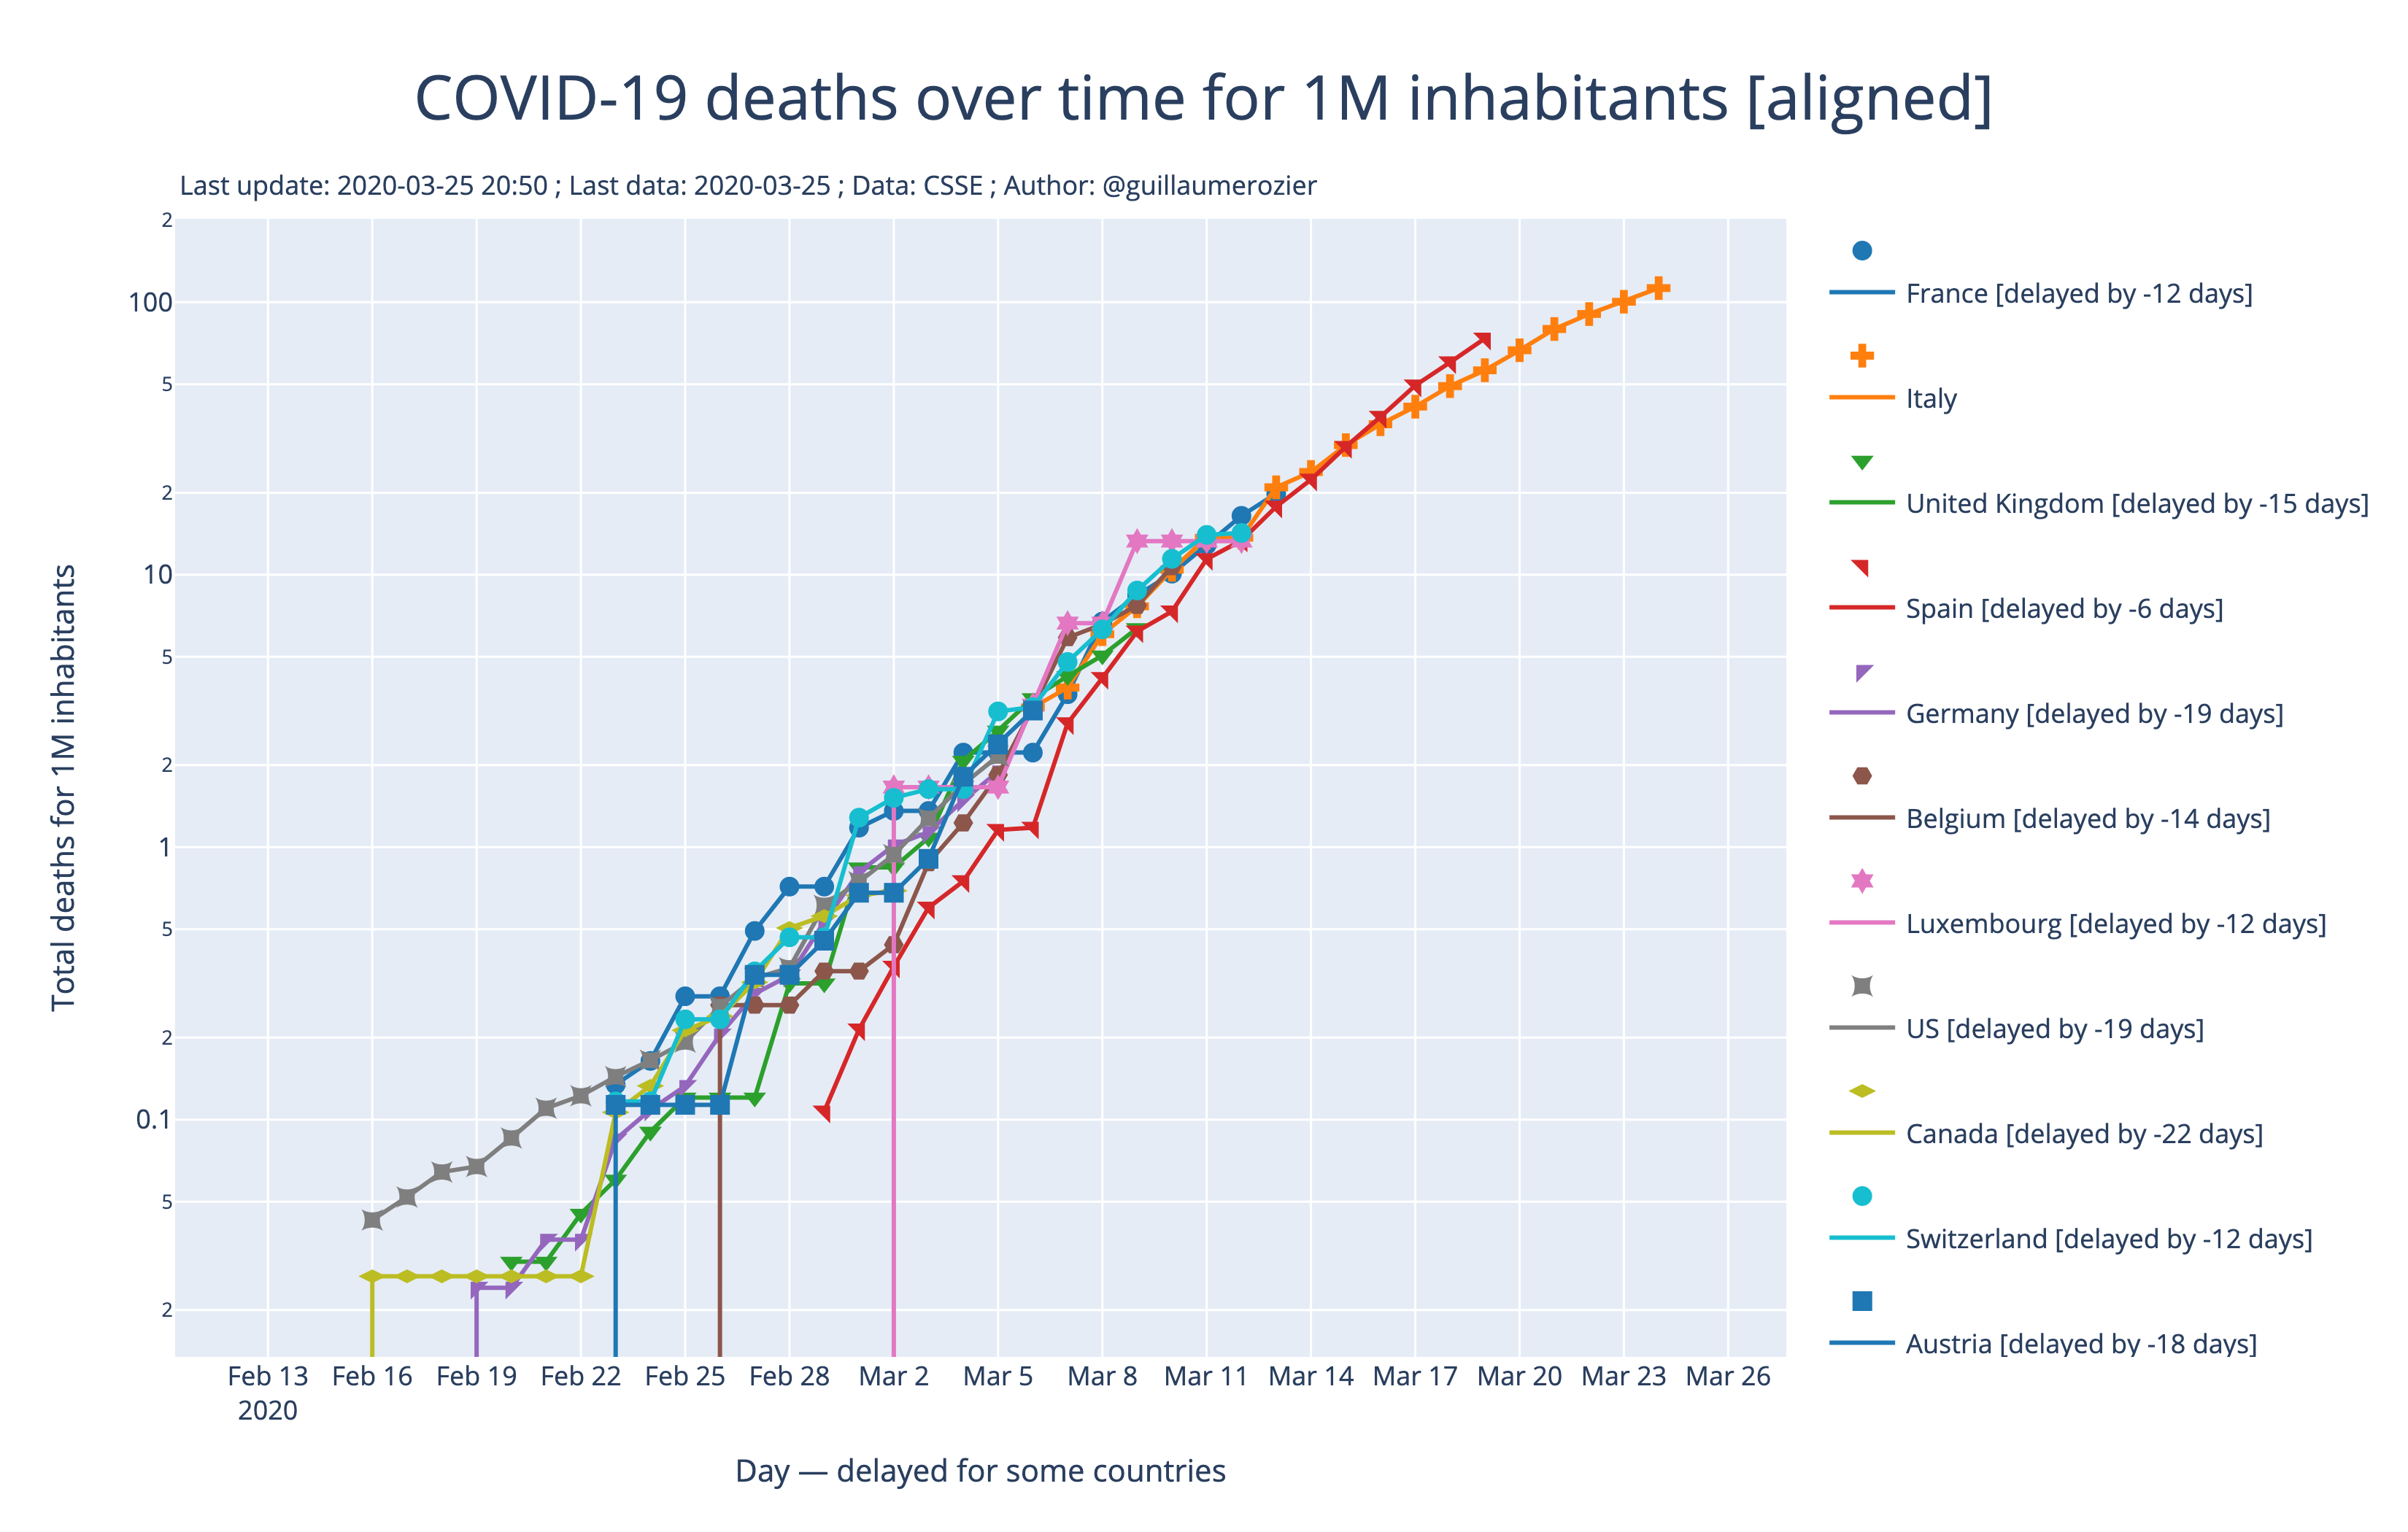 COVID-19 deaths over time for 1M inhabitants [aligned]
Last update: 2020-03-25 20:50 ; Last data: 2020-03-25 ; Data: CSSE ; Author: @guillaumerozier
2
100
5
2
10
5
2
1
5
2
0.1
5
2
Total deaths for 1M inhabitants
Feb 13 Feb 16 Feb 19 Feb 22 Feb 25 Feb 28 Mar 2 Mar 5 Mar 8 Mar 11 Mar 14 Mar 17 Mar 20 Mar 23 Mar 26
2020
Day — delayed for some countries
France [delayed by -12 days]
Italy
United Kingdom [delayed by -15 days]
Spain [delayed by -6 days]
Germany [delayed by -19 days]
Belgium [delayed by -14 days]
Luxembourg [delayed by -12 days]
US [delayed by -19 days]
Canada [delayed by -22 days]
Switzerland [delayed by -12 days]
Austria [delayed by -18 days]